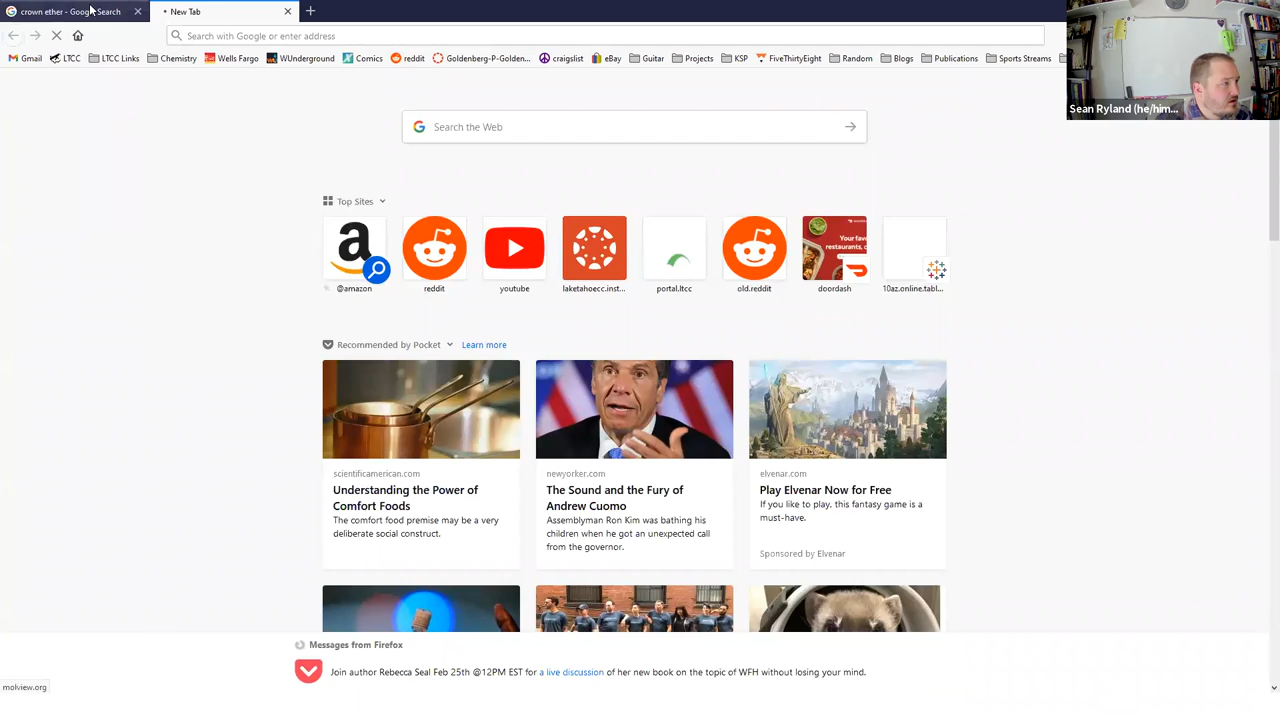 crown ether - Google Search
New Tab
Search with Google or enter address
Gmail LTCC LTCC Links Chemistry Wells Fargo WUnderground Comics reddit Goldenberg-P-Golden... craigslist eBay Guitar Projects KSP FiveThirtyEight Random Blogs Publications Sports Streams
Sean Ryland (he/him...
Search the Web
Top Sites
@amazon reddit youtube laketahoecc.inst... portal.ltcc old.reddit doordash 10az.online.tabl...
Recommended by Pocket Learn more
scientificamerican.com
Understanding the Power of
Comfort Foods
The comfort food premise may be a very
deliberate social construct.
newyorker.com
The Sound and the Fury of
Andrew Cuomo
Assemblyman Ron Kim was bathing his
children when he got an unexpected call
from the governor.
elvenar.com
Play Elvenar Now for Free
If you like to play, this fantasy game is a
must-have.
Sponsored by Elvenar
Messages from Firefox
Join author Rebecca Seal Feb 25th @12PM EST for a live discussion of her new book on the topic of WFH without losing your mind.
molview.org